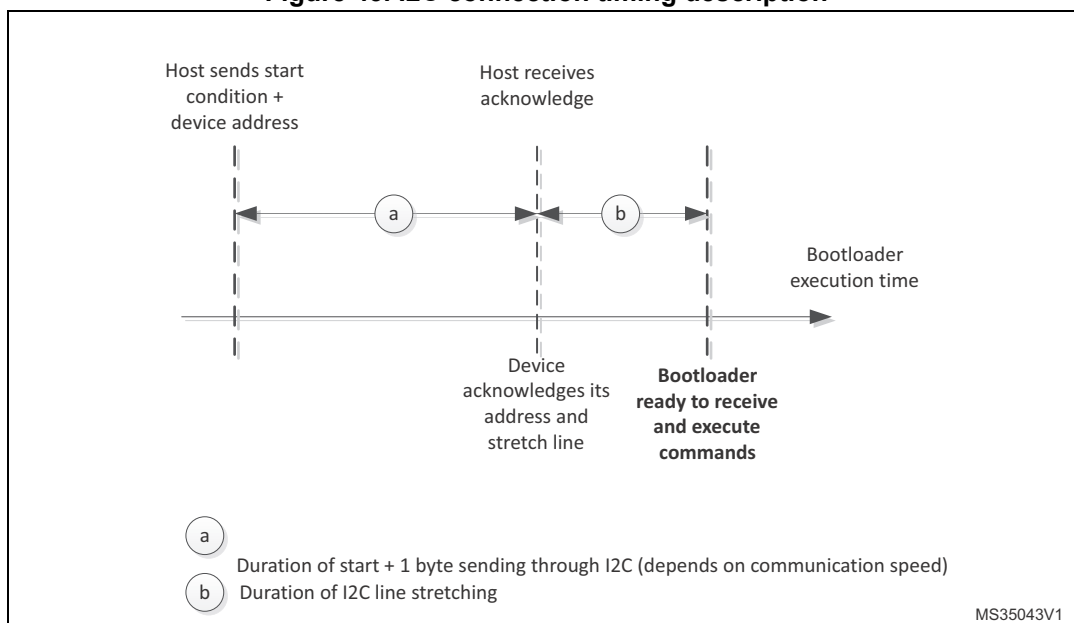 Host sends start
condition +
device address
Host receives
acknowledge
a
b
Bootloader
execution time
Device
acknowledges its
address and
stretch line
Bootloader
ready to receive
and execute
commands
a
Duration of start + 1 byte sending through I2C (depends on communication speed)
b
Duration of I2C line stretching
MS35043V1